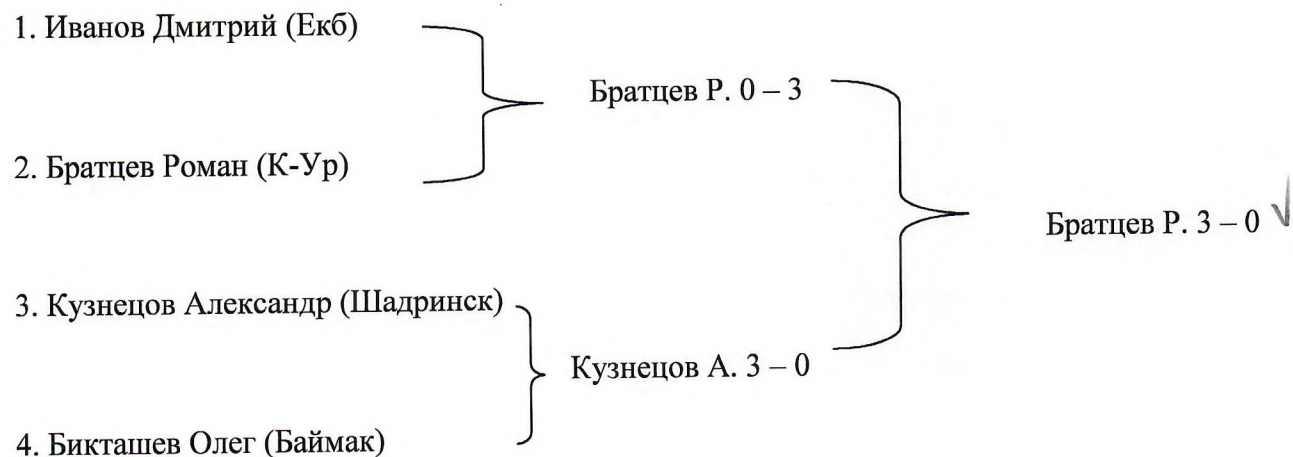 1. Иванов Дмитрий (Екб)
Братцев Р. 0 – 3
2. Братцев Роман (К-Ур)
Братцев Р. 3 – 0
3. Кузнецов Александр (Шадринск)
Кузнецов А. 3 – 0
4. Бикташев Олег (Баймак)